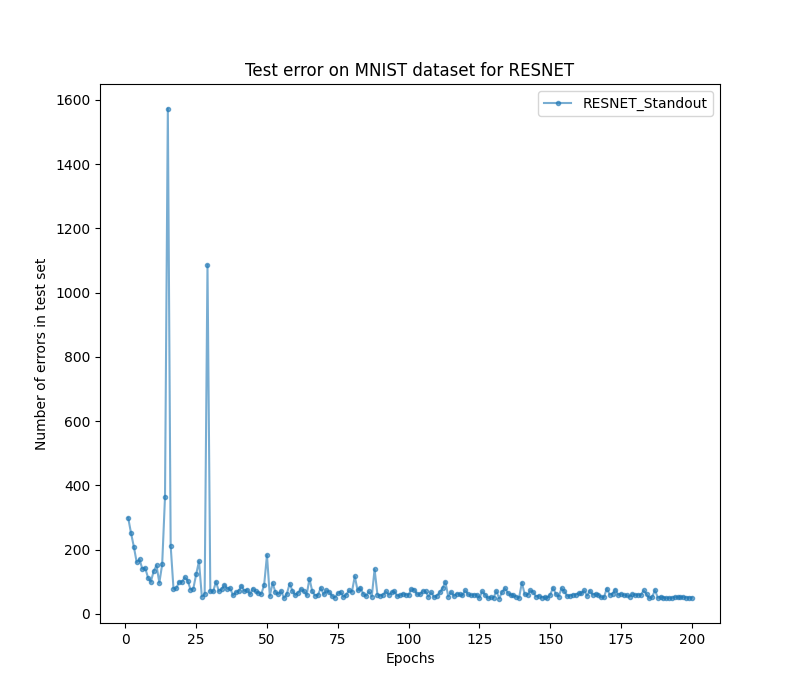 Test error on MNIST dataset for RESNET
RESNET_Standout
Number of errors in test set
1600
1400
1200
1000
800
600
400
200
0
0 25 50 75 100 125 150 175 200
Epochs